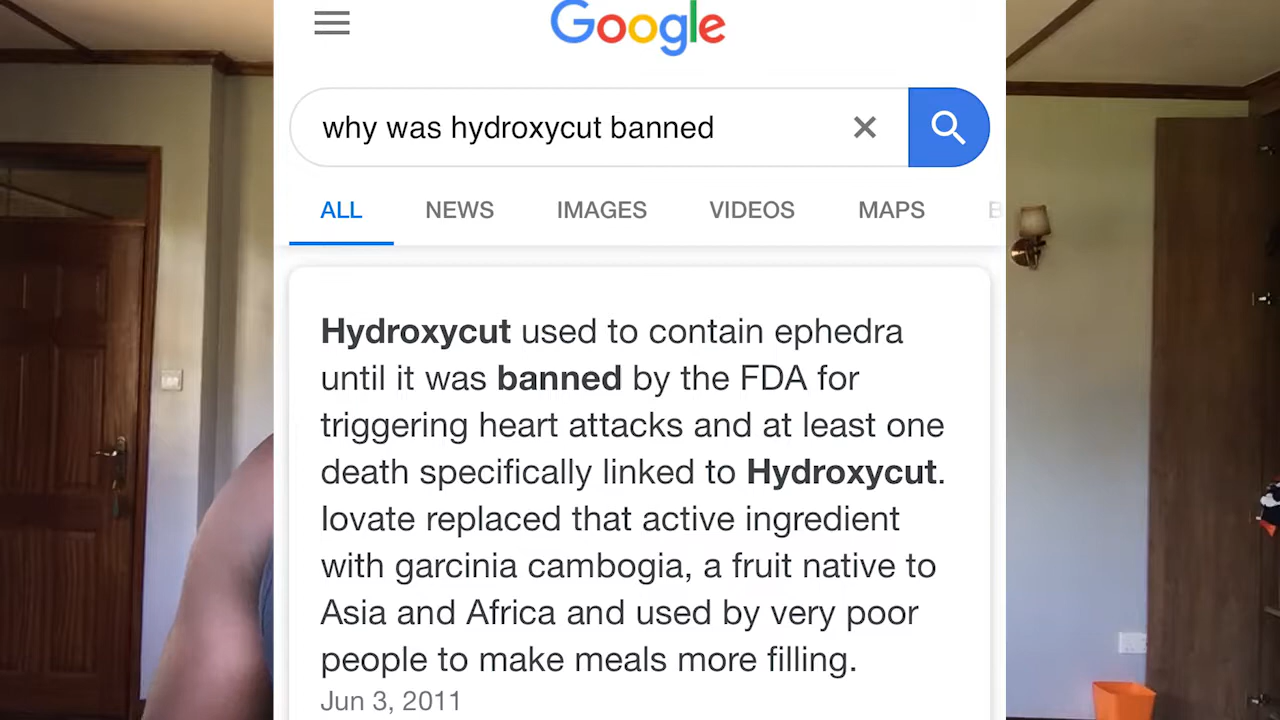 Google
why was hydroxycut banned
ALL NEWS IMAGES VIDEOS MAPS
Hydroxycut used to contain ephedra
until it was banned by the FDA for
triggering heart attacks and at least one
death specifically linked to Hydroxycut.
Iovate replaced that active ingredient
with garcinia cambogia, a fruit native to
Asia and Africa and used by very poor
people to make meals more filling.
Jun 3, 2011